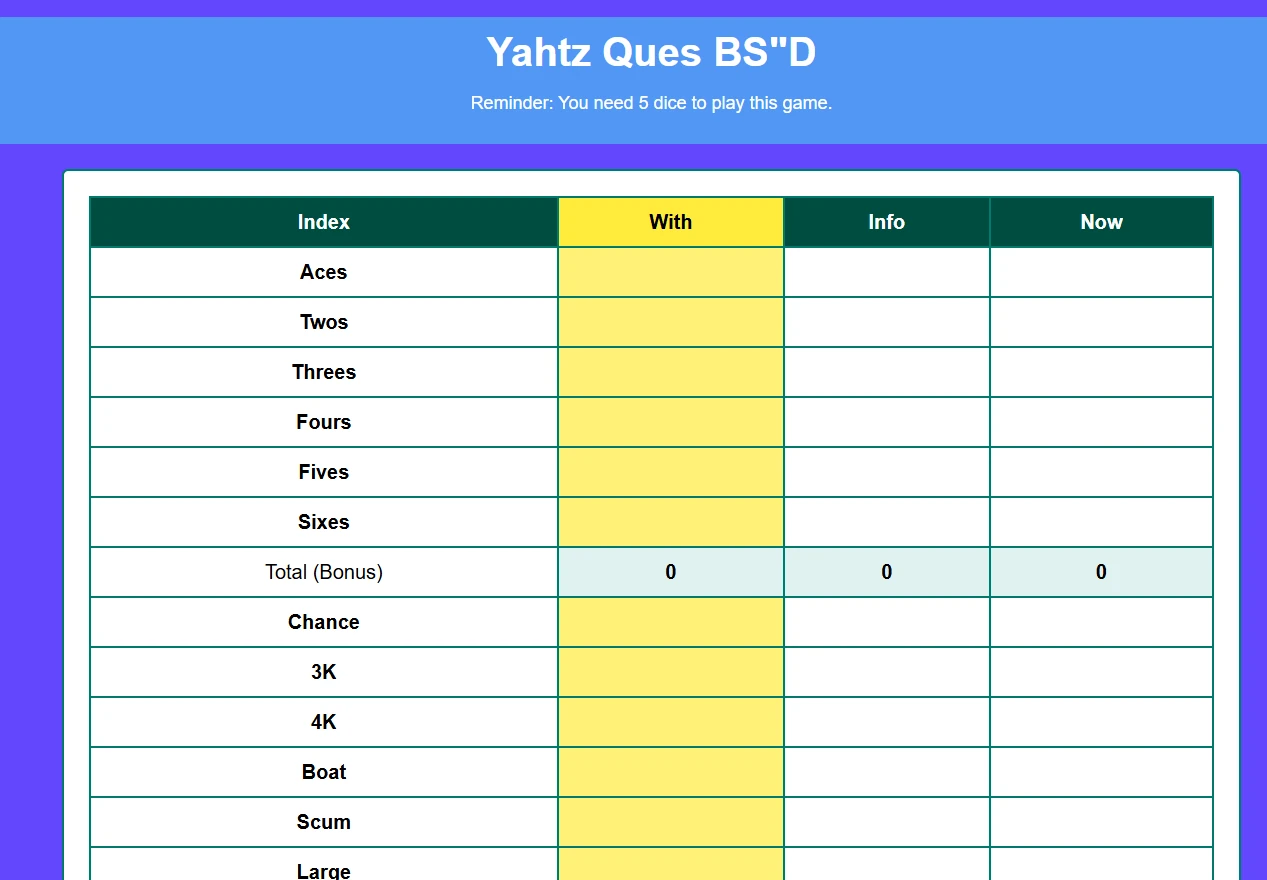 Yahtz Ques BS"D
Reminder: You need 5 dice to play this game.
Index With Info Now
Aces
Twos
Threes
Fours
Fives
Sixes
Total (Bonus) 0 0 0
Chance
3K
4K
Boat
Scum
Large